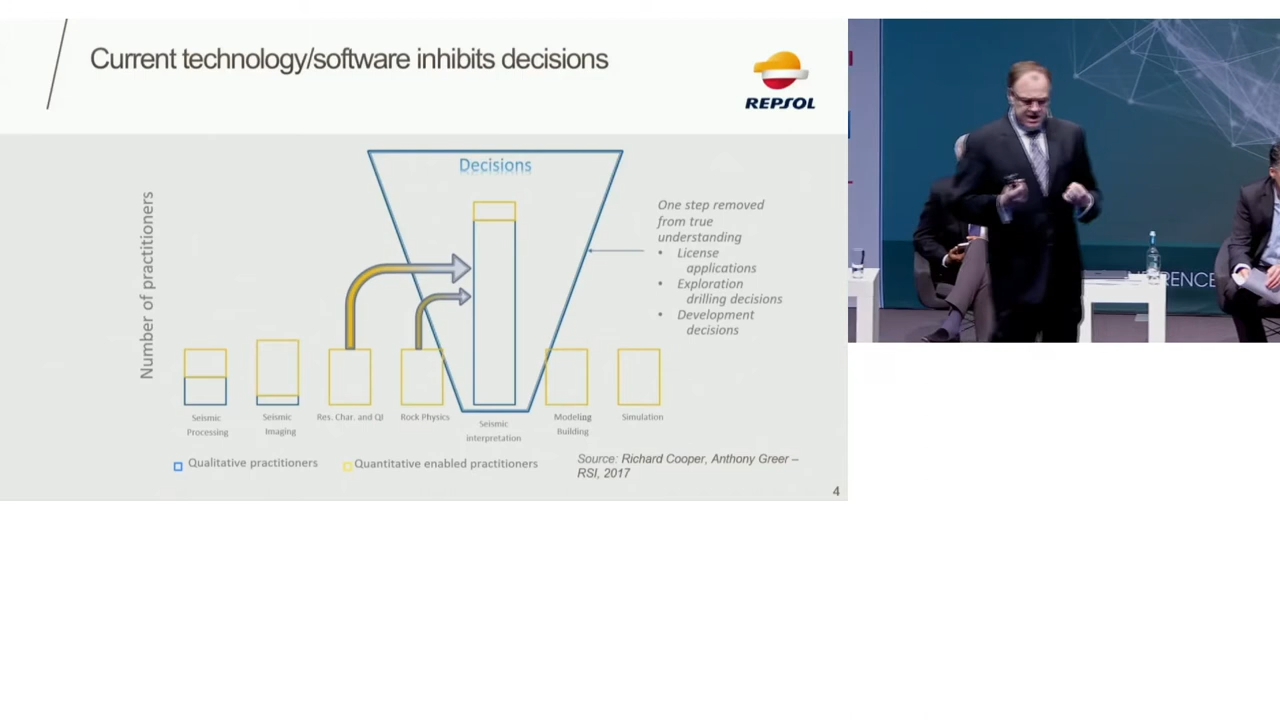 Current technology/software inhibits decisions
REPSOL
Decisions
Number of practitioners
One step removed
from true
understanding
• License
applications
• Exploration
drilling decisions
• Development
decisions
Seismic
Processing
Seismic
Imaging
Res. Char. and QI
Rock Physics
Seismic
interpretation
Modeling
Building
Simulation
Qualitative practitioners
Quantitative enabled practitioners
Source: Richard Cooper, Anthony Greer –
RSI, 2017
4